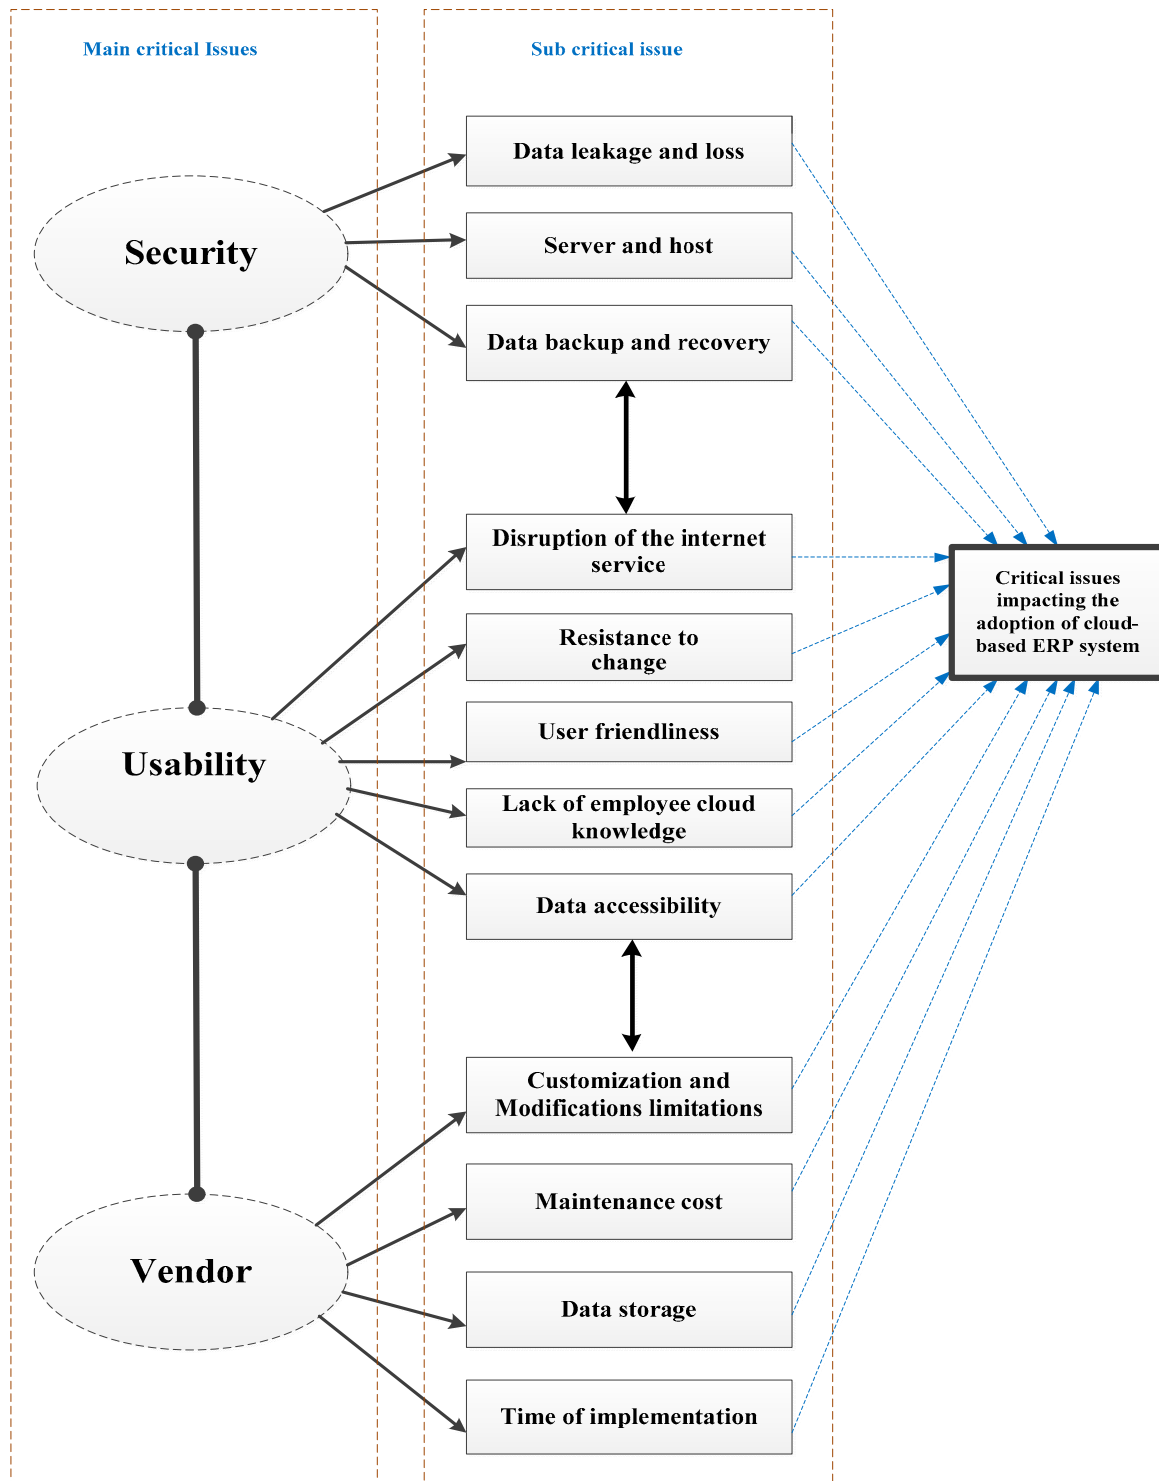 Main critical Issues
Sub critical issue
Data leakage and loss
Security
Server and host
Data backup and recovery
Disruption of the internet
service
Critical issues
impacting the
adoption of cloud-
based ERP system
Resistance to
change
User friendliness
Usability
Lack of employee cloud
knowledge
Data accessibility
Customization and
Modifications limitations
Maintenance cost
Vendor
Data storage
Time of implementation